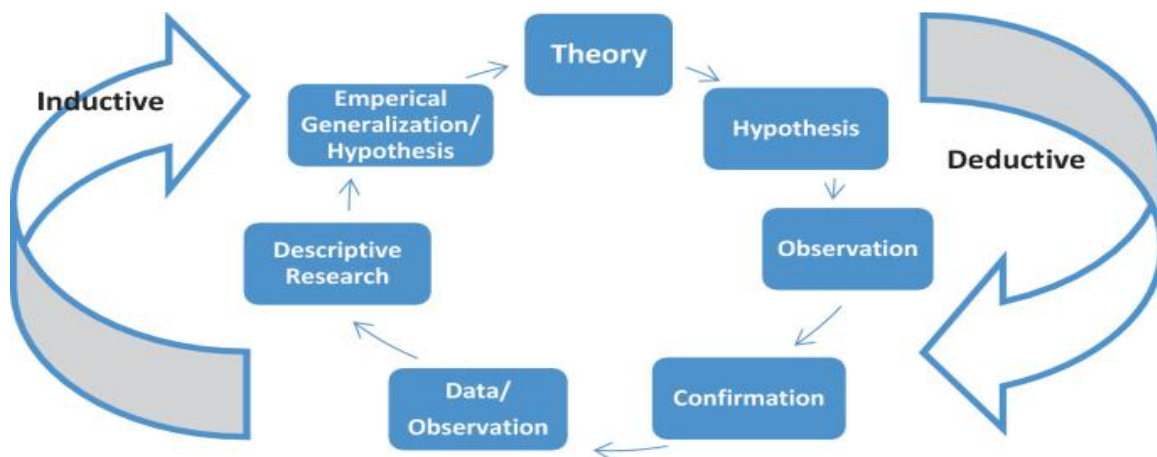 Theory
Inductive
Emperical
Generalization/
Hypothesis
Hypothesis
Deductive
Descriptive
Research
Observation
Data/
Observation
Confirmation